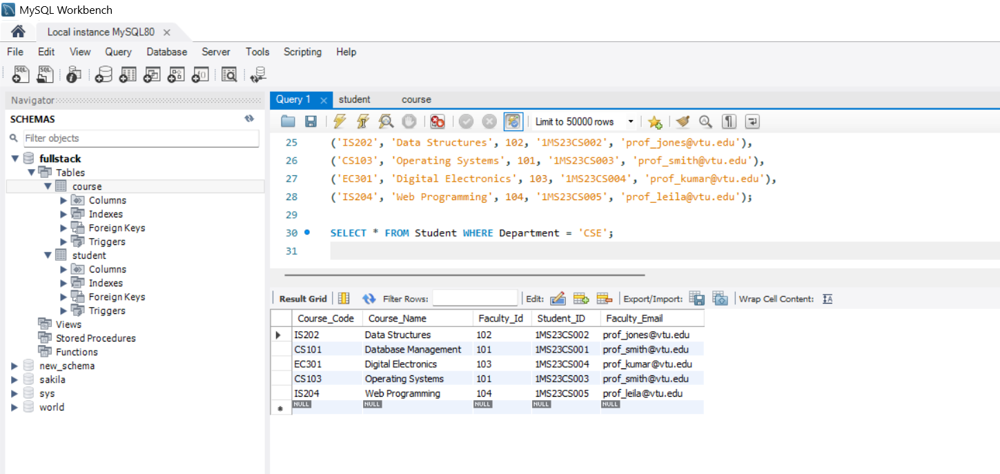 MySQL Workbench
Local instance MySQL80
File Edit View Query Database Server Tools Scripting Help
Navigator
SCHEMAS
Filter objects
fullstack
Tables
course
Columns
Indexes
Foreign Keys
Triggers
student
Columns
Indexes
Foreign Keys
Triggers
Views
Stored Procedures
Functions
new_schema
sakila
sys
world
Query 1 student course
Limit to 50000 rows
25 ('IS202', 'Data Structures', 102, '1MS23CS002', 'prof_jones@vtu.edu'),
26 ('CS103', 'Operating Systems', 101, '1MS23CS003', 'prof_smith@vtu.edu'),
27 ('EC301', 'Digital Electronics', 103, '1MS23CS004', 'prof_kumar@vtu.edu'),
28 ('IS204', 'Web Programming', 104, '1MS23CS005', 'prof_leila@vtu.edu');
29
30 SELECT * FROM Student WHERE Department = 'CSE';
31
Result Grid Filter Rows: Edit: Export/Import: Wrap Cell Content:
Course_Code Course_Name Faculty_Id Student_ID Faculty_Email
IS202 Data Structures 102 1MS23CS002 prof_jones@vtu.edu
CS101 Database Management 101 1MS23CS001 prof_smith@vtu.edu
EC301 Digital Electronics 103 1MS23CS004 prof_kumar@vtu.edu
CS103 Operating Systems 101 1MS23CS003 prof_smith@vtu.edu
IS204 Web Programming 104 1MS23CS005 prof_leila@vtu.edu
NULL NULL NULL NULL NULL